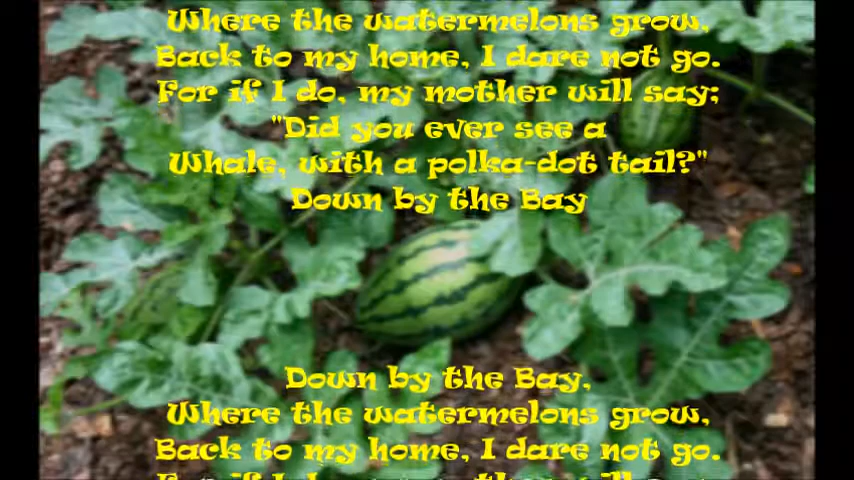 Where the watermelons grow,
Back to my home, I dare not go.
For if I do, my mother will say;
"Did you ever see a
Whale, with a polka-dot tail?"
Down by the Bay
Down by the Bay,
Where the watermelons grow,
Back to my home, I dare not go.